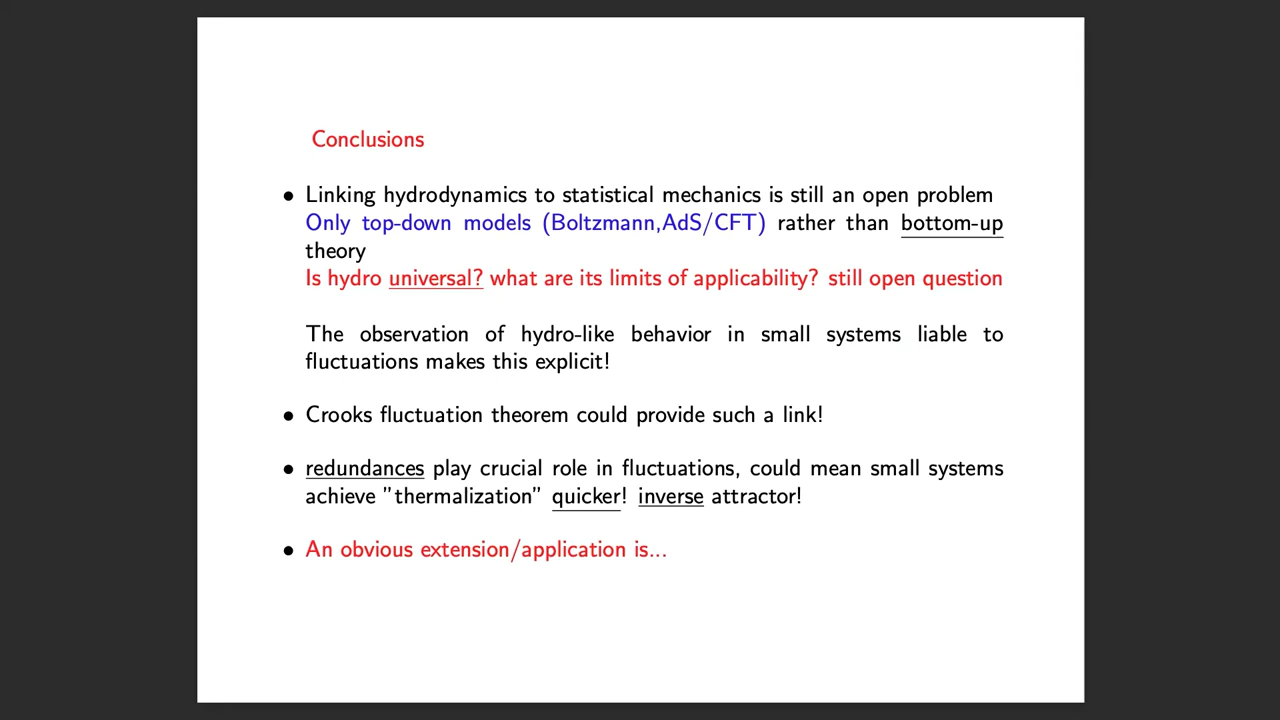 Conclusions
• Linking hydrodynamics to statistical mechanics is still an open problem
Only top-down models (Boltzmann,AdS/CFT) rather than bottom-up
theory
Is hydro universal? what are its limits of applicability? still open question
The observation of hydro-like behavior in small systems liable to
fluctuations makes this explicit!
• Crooks fluctuation theorem could provide such a link!
• redundances play crucial role in fluctuations, could mean small systems
achieve "thermalization" quicker! inverse attractor!
• An obvious extension/application is...